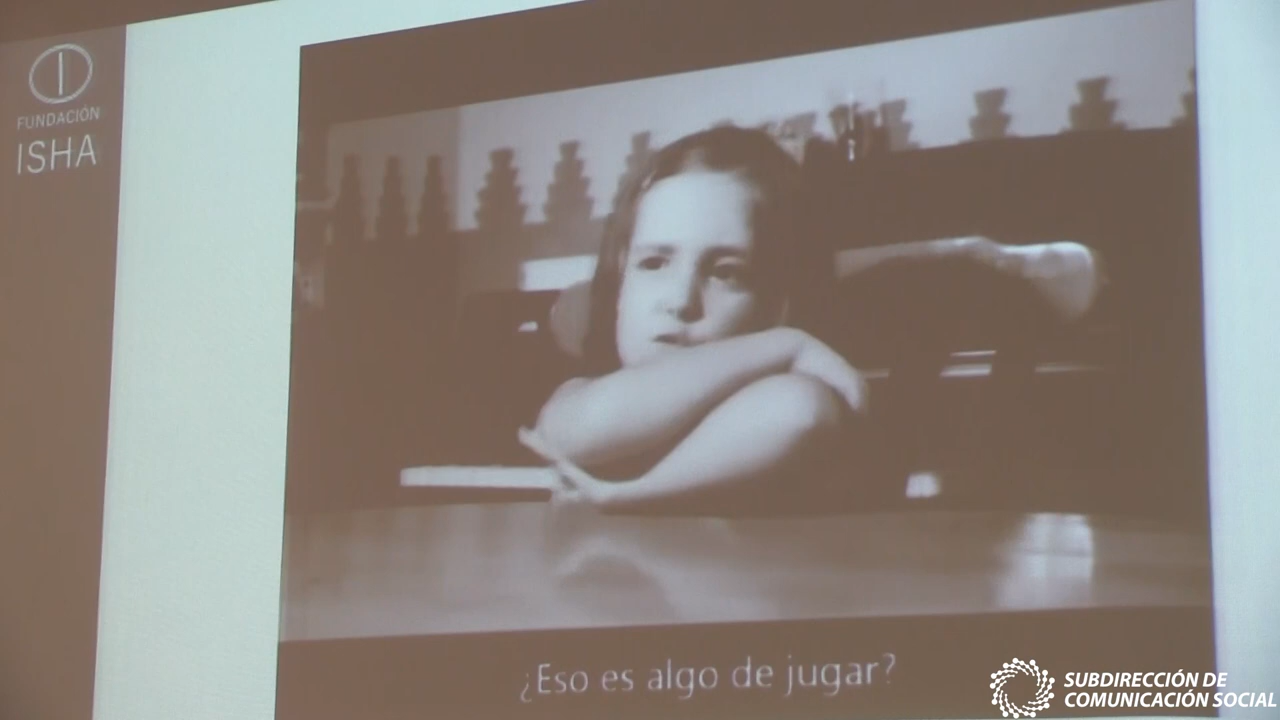 FUNDACIÓN
ISHA
¿Eso es algo de jugar?
SUBDIRECCIÓN DE
COMUNICACIÓN SOCIAL